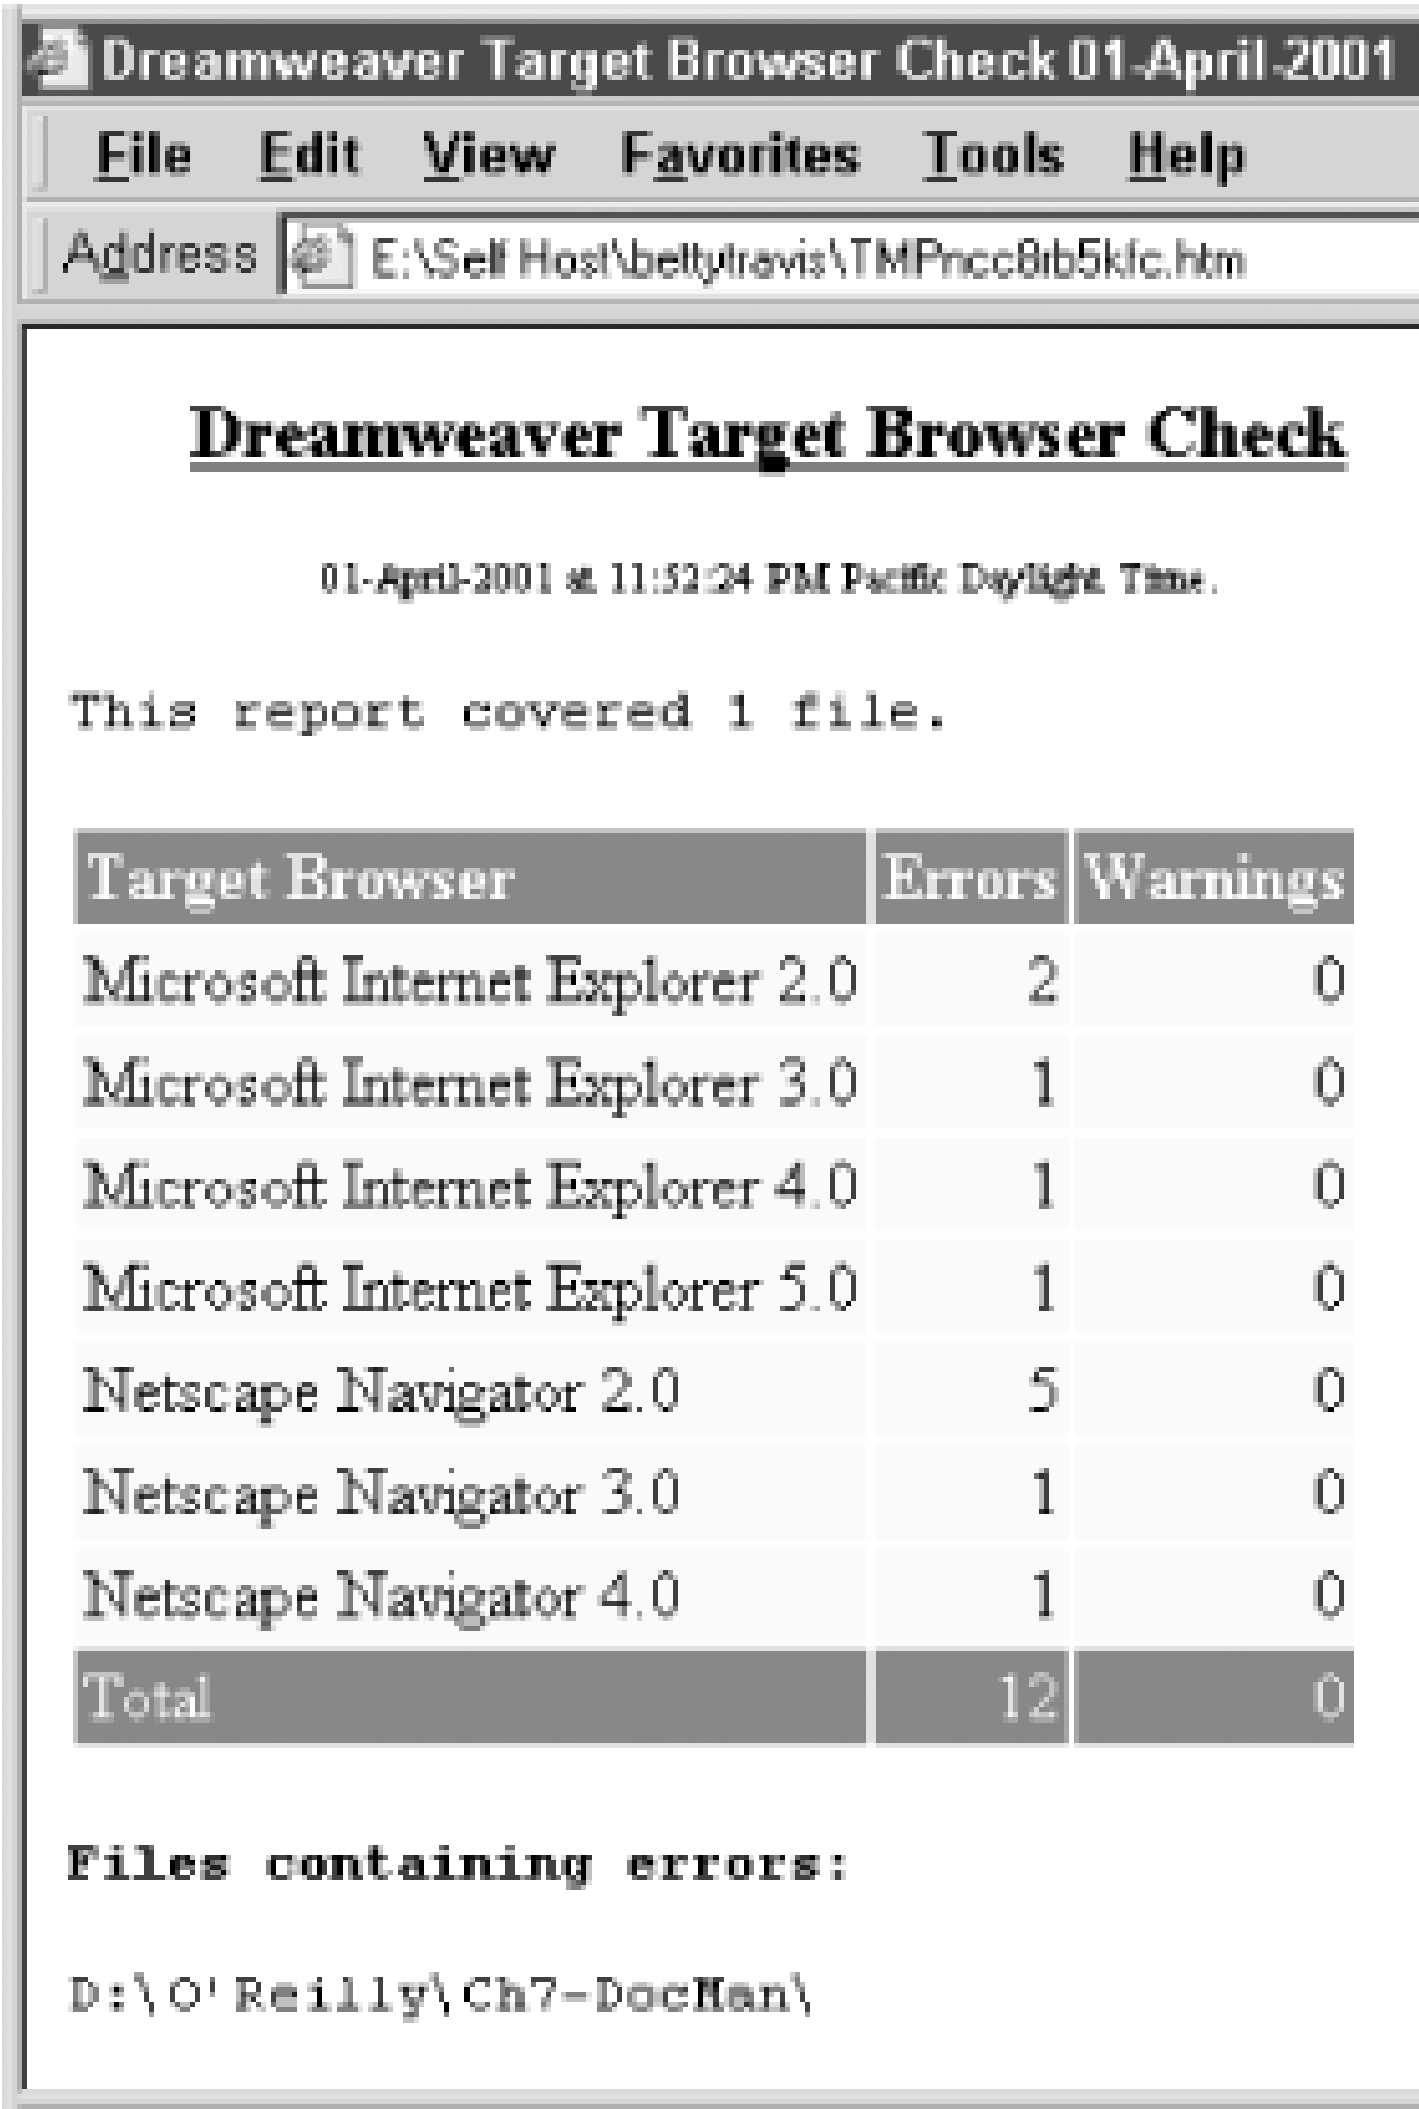 Dreamweaver Target Browser Check 01-April-2001
File Edit View Favorites Tools Help
Address E:\Self Host\bettytravis\TMPncc8rb5kfc.htm
Dreamweaver Target Browser Check
01-April-2001 at 11:52:24 PM Pacific Daylight Time.
This report covered 1 file.
Target Browser Errors Warnings
Microsoft Internet Explorer 2.0 2 0
Microsoft Internet Explorer 3.0 1 0
Microsoft Internet Explorer 4.0 1 0
Microsoft Internet Explorer 5.0 1 0
Netscape Navigator 2.0 5 0
Netscape Navigator 3.0 1 0
Netscape Navigator 4.0 1 0
Total 12 0
Files containing errors:
D:\O'Reilly\Ch7-DocMan\